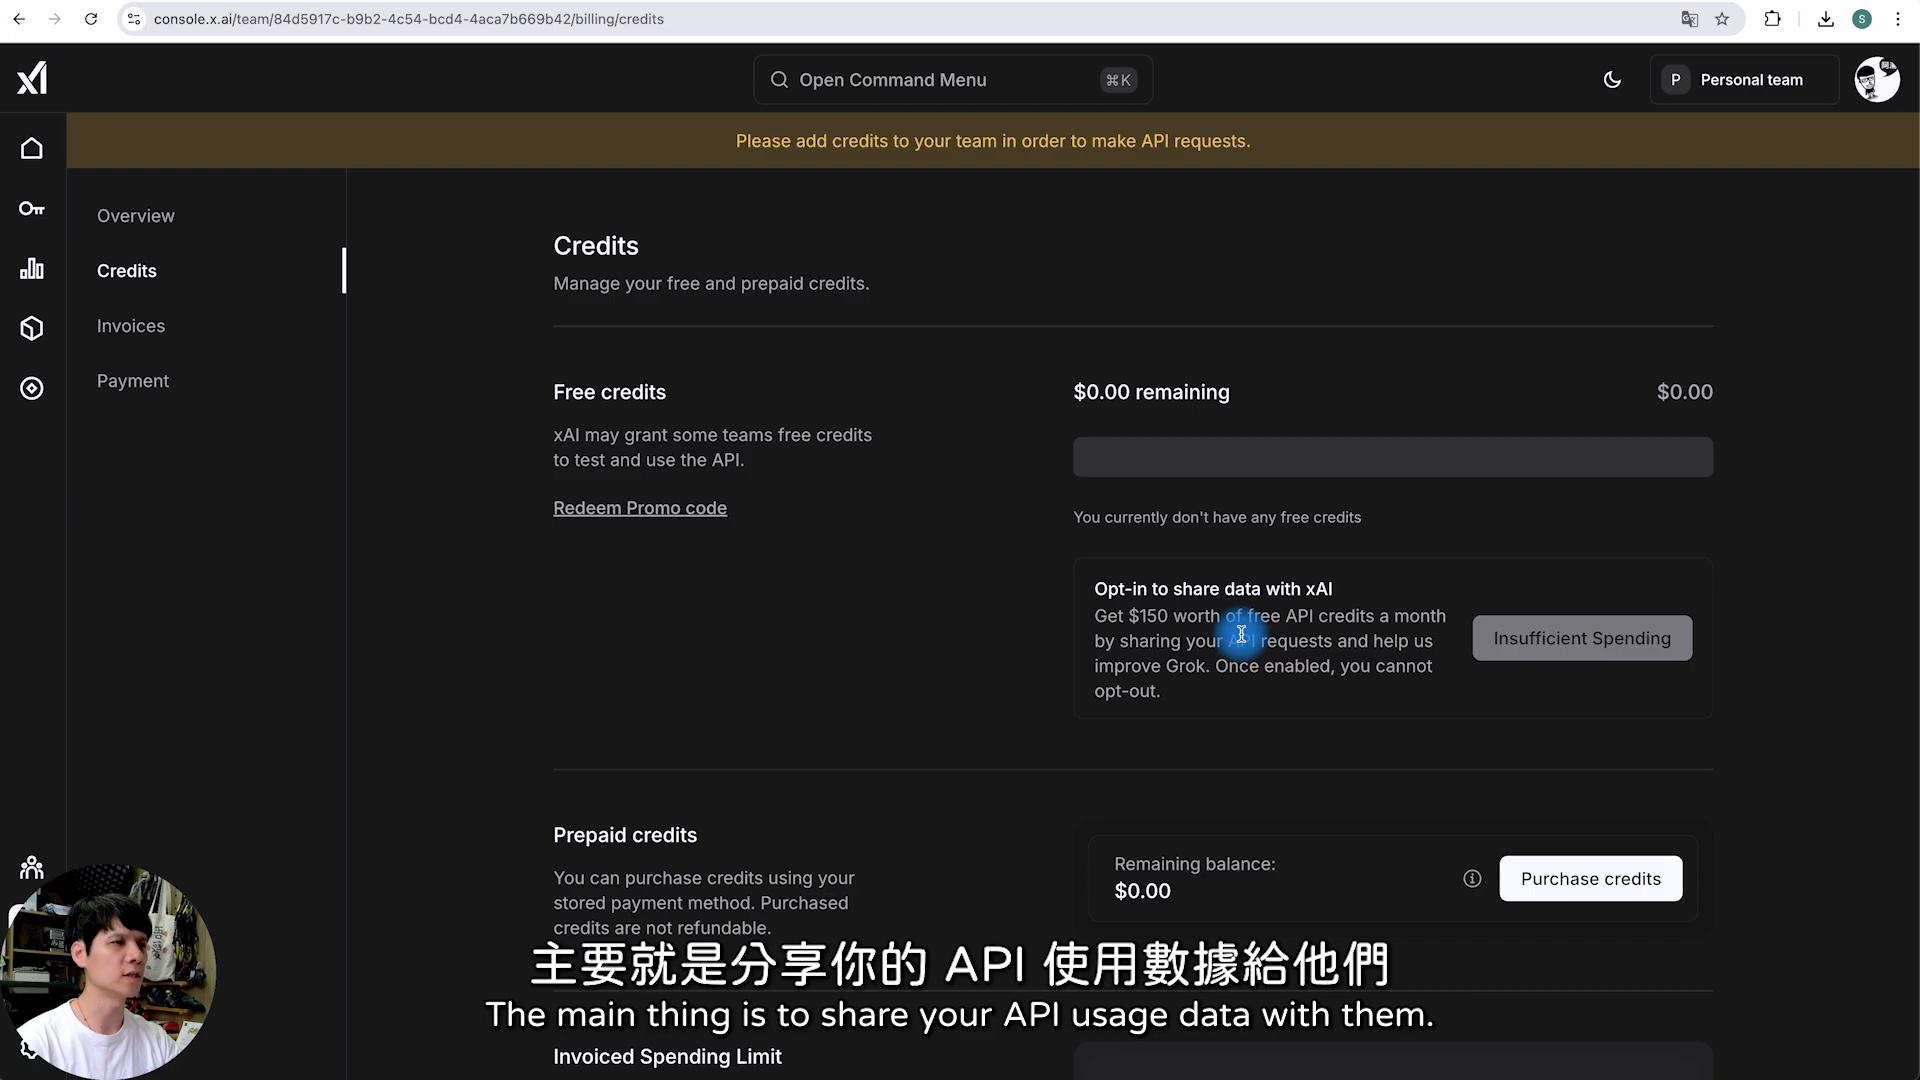 console.x.ai/team/84d5917c-b9b2-4c54-bcd4-4aca7b669b42/billing/credits
S
Open Command Menu
⌘K
P
Personal team
Please add credits to your team in order to make API requests.
Overview
Credits
Invoices
Payment
Credits
Manage your free and prepaid credits.
Free credits
xAI may grant some teams free credits
to test and use the API.
Redeem Promo code
$0.00 remaining
$0.00
You currently don't have any free credits
Opt-in to share data with xAI
Get $150 worth of free API credits a month
by sharing your API requests and help us
improve Grok. Once enabled, you cannot
opt-out.
Insufficient Spending
Prepaid credits
You can purchase credits using your
stored payment method. Purchased
credits are not refundable.
Remaining balance:
$0.00
Purchase credits
主要就是分享你的 API 使用數據給他們
The main thing is to share your API usage data with them.
Invoiced Spending Limit